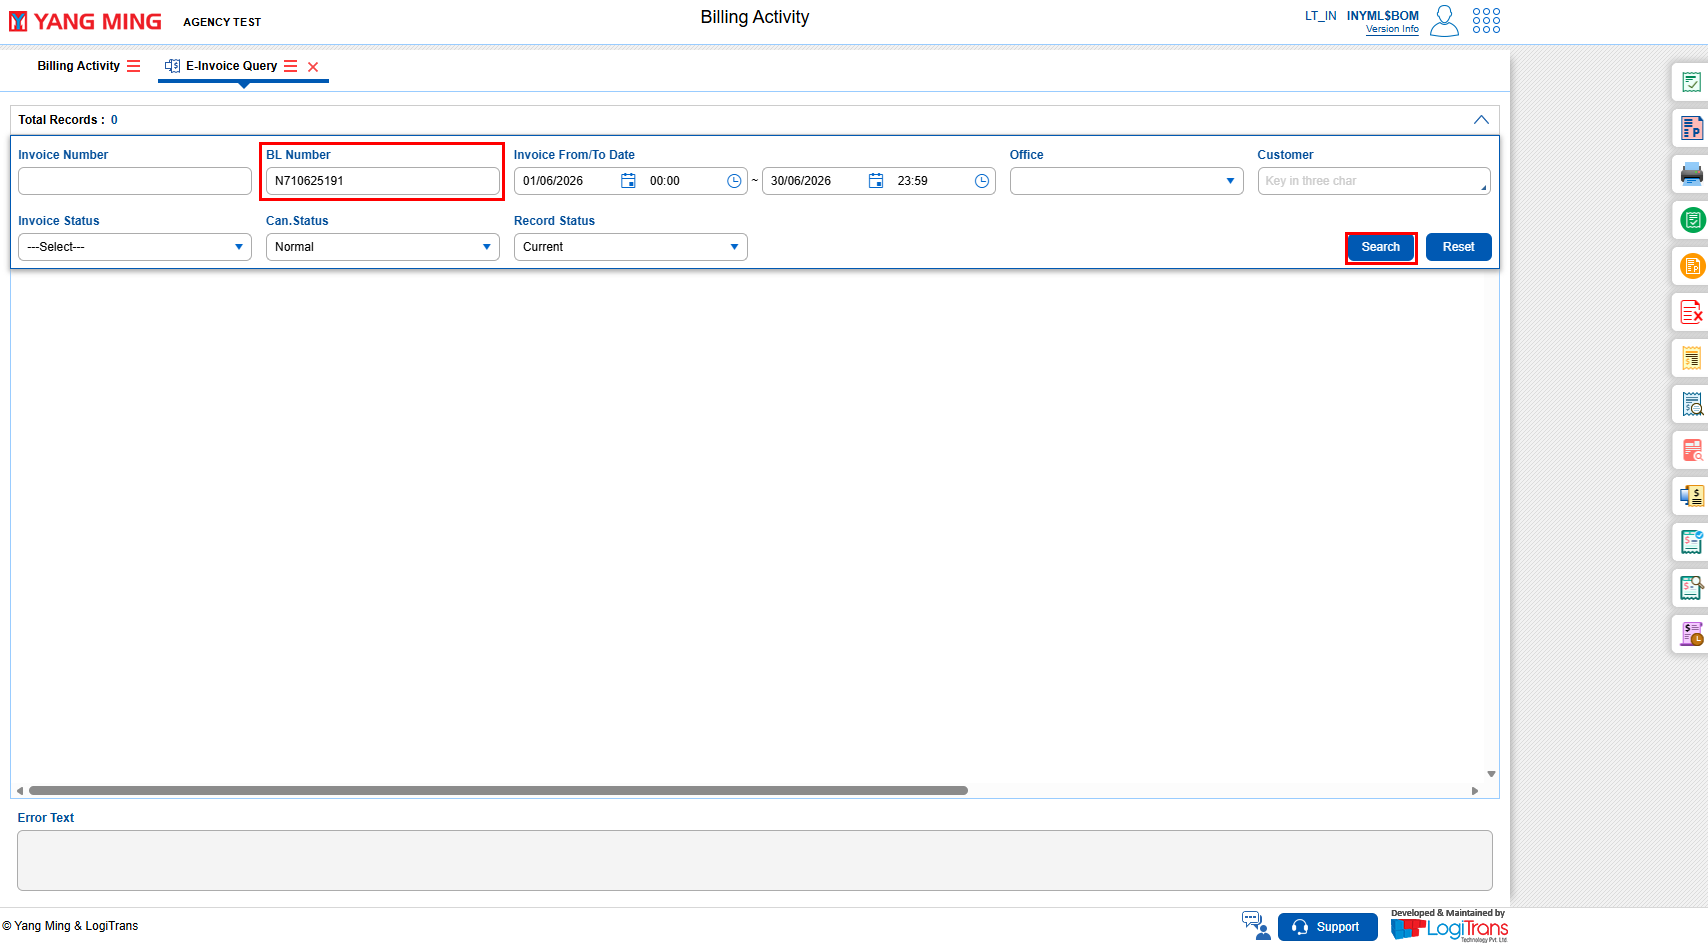 YANG MING
AGENCY TEST
Billing Activity
LT_IN INYML$BOM
Version Info
Billing Activity
E-Invoice Query
Total Records : 0
Invoice Number
BL Number
Invoice From/To Date
Office
Customer
N710625191
01/06/2026
00:00
~
30/06/2026
23:59
Key in three char
Invoice Status
Can.Status
Record Status
---Select---
Normal
Current
Search
Reset
Error Text
© Yang Ming & LogiTrans
Support
Developed & Maintained by
LogiTrans
Technology Pvt. Ltd.